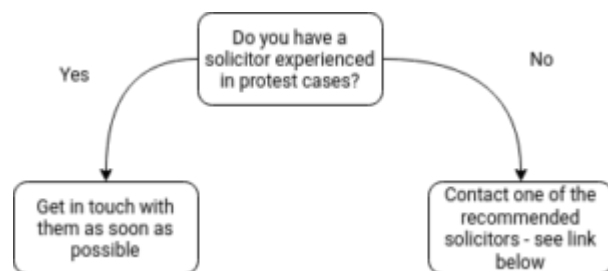 Do you have a
solicitor experienced
in protest cases?
Yes
No
Get in touch with
them as soon as
possible
Contact one of the
recommended
solicitors - see link
below